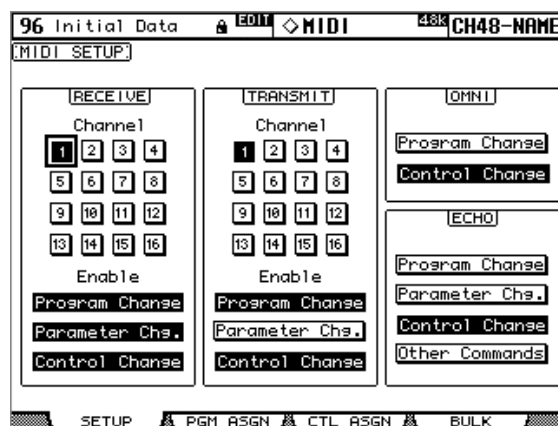 96 Initial Data EDIT ◇MIDI 48K CH48-NAME
MIDI SETUP
RECEIVE
Channel
1 2 3 4
5 6 7 8
9 10 11 12
13 14 15 16
Enable
Program Change
Parameter Chg.
Control Change
TRANSMIT
Channel
1 2 3 4
5 6 7 8
9 10 11 12
13 14 15 16
Enable
Program Change
Parameter Chg.
Control Change
OMNI
Program Change
Control Change
ECHO
Program Change
Parameter Chg.
Control Change
Other Commands
SETUP PGM ASGN CTL ASGN BULK